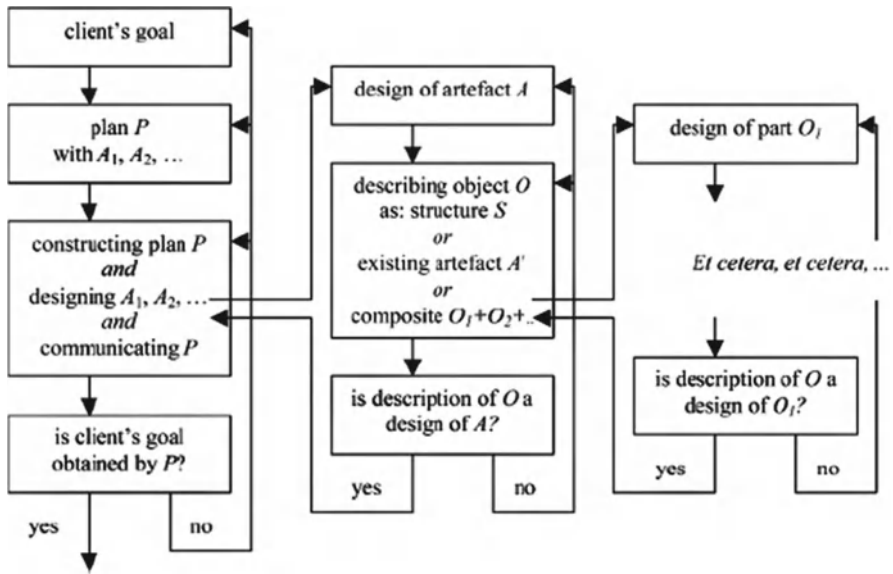 client's goal
plan P
with A1, A2, ...
constructing plan P
and
designing A1, A2, ...
and
communicating P
is client's goal
obtained by P?
yes
no
design of artefact A
describing object O
as: structure S
or
existing artefact A'
or
composite O1+O2+..
is description of O a
design of A?
yes
no
design of part O1
Et cetera, et cetera, ...
is description of O a
design of O1?
yes
no